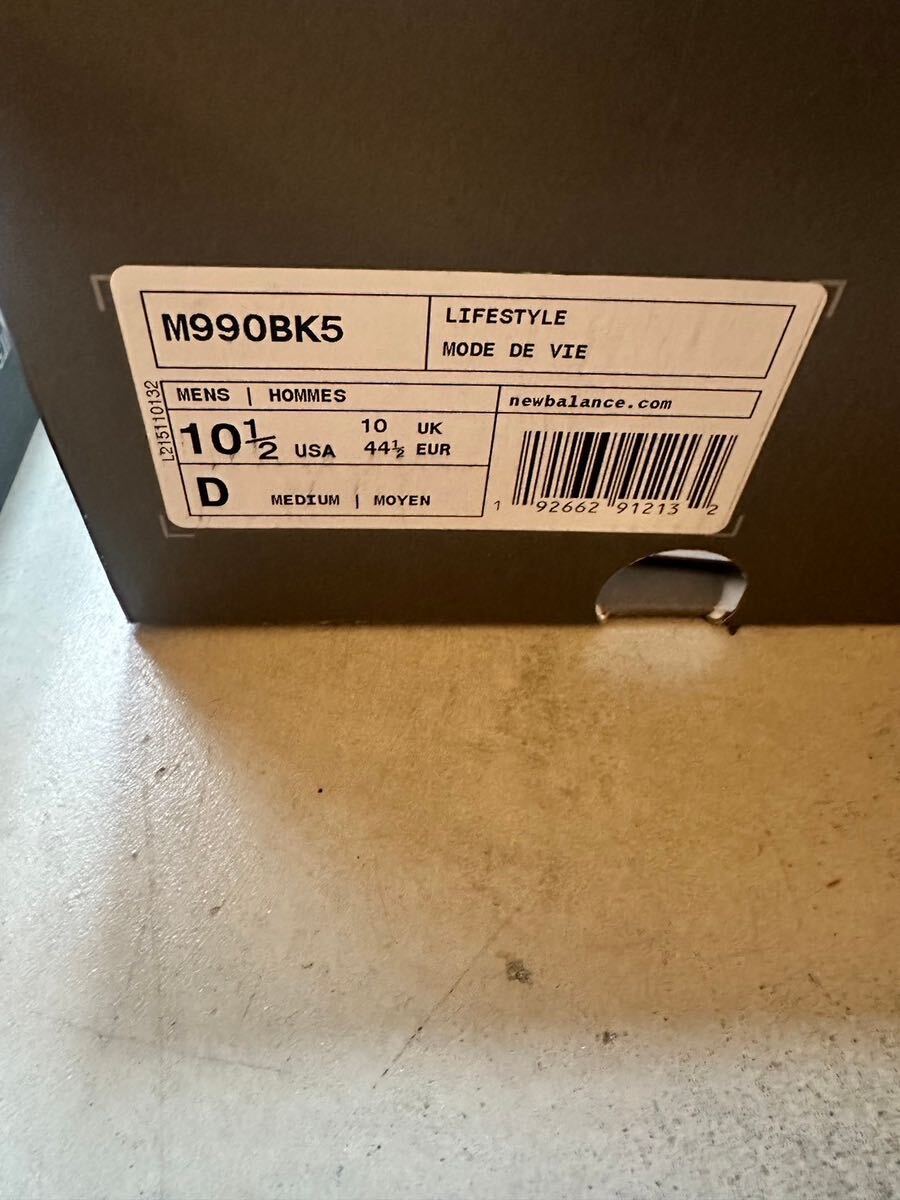 M990BK5
LIFESTYLE
MODE DE VIE
L215110132
MENS | HOMMES
newbalance.com
10½ USA
10 UK
44½ EUR
D MEDIUM | MOYEN
1 92662 91213 2